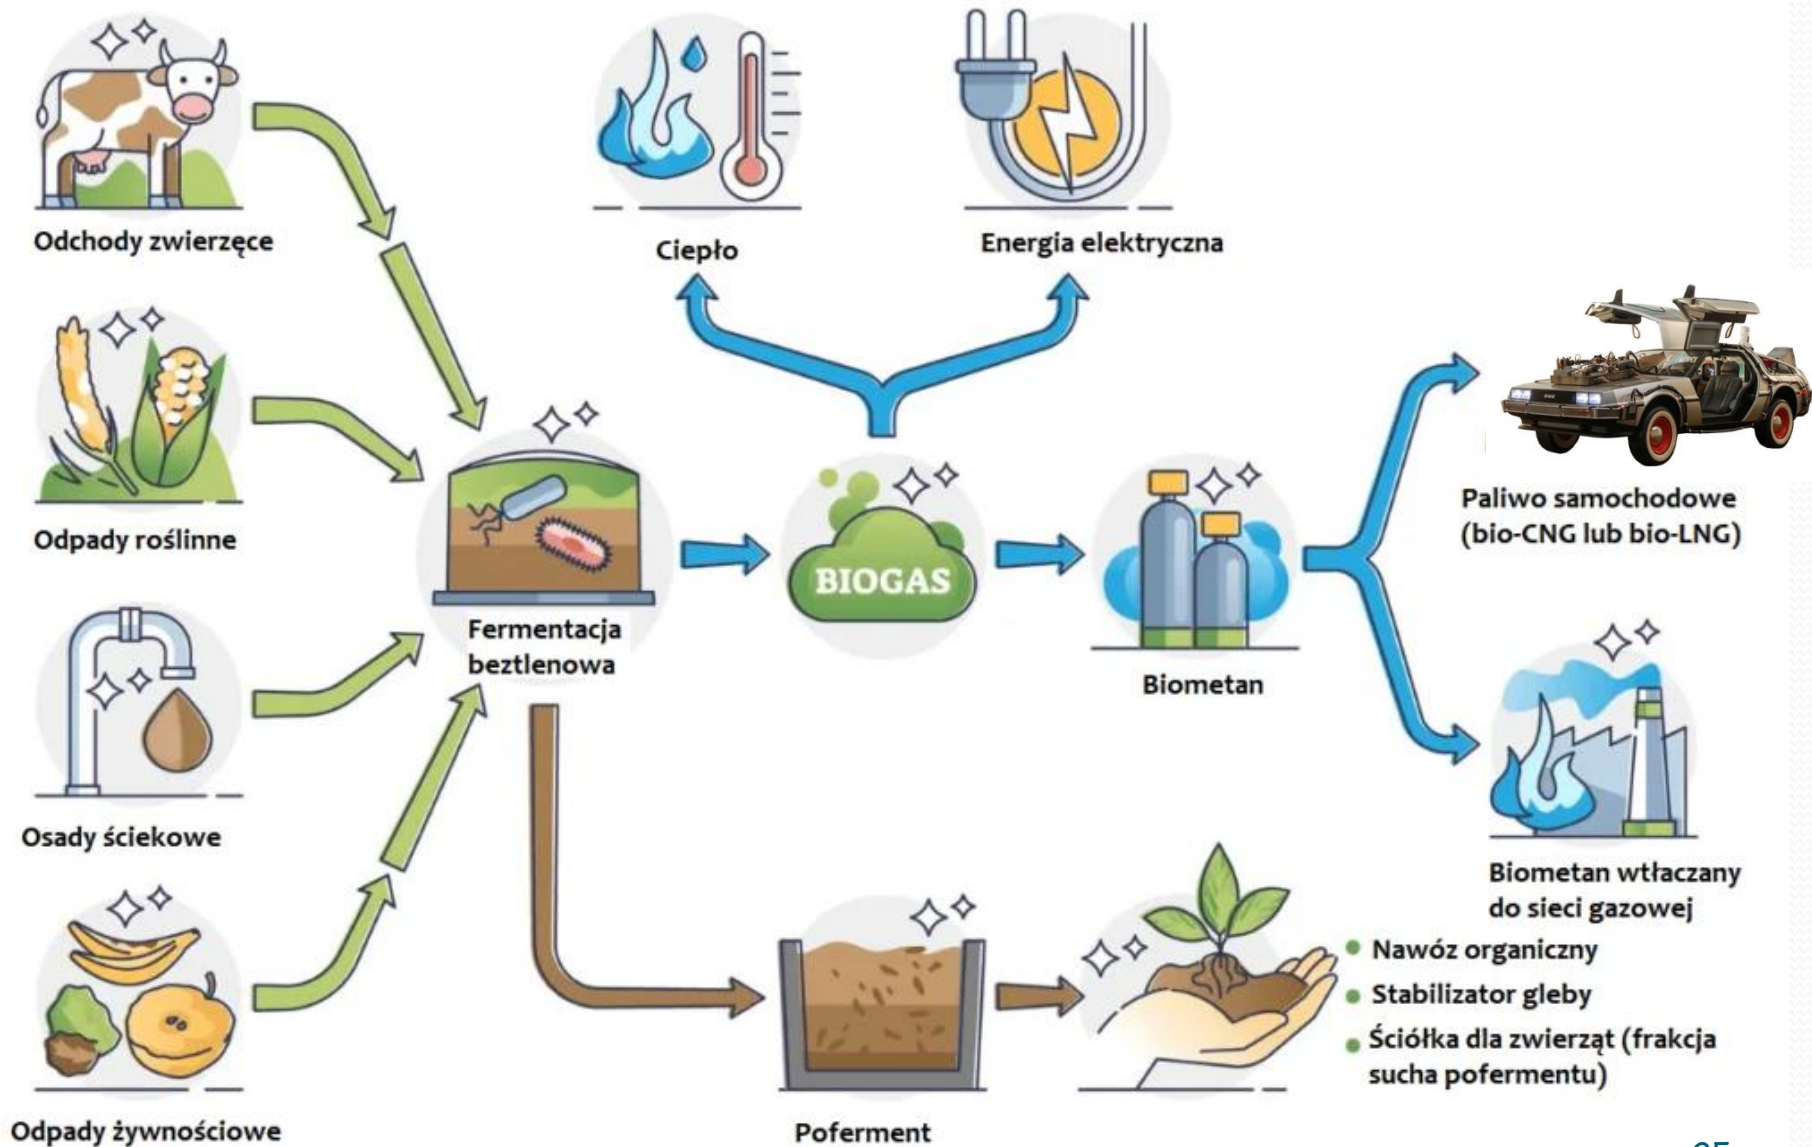 Odchody zwierzęce
Ciepło
Energia elektryczna
Odpady roślinne
Paliwo samochodowe
(bio-CNG lub bio-LNG)
BIOGAS
Fermentacja
beztlenowa
Biometan
Osady ściekowe
Biometan wtłaczany
do sieci gazowej
Nawóz organiczny
Stabilizator gleby
Ściółka dla zwierząt (frakcja
sucha pofermentu)
Odpady żywnościowe
Poferment